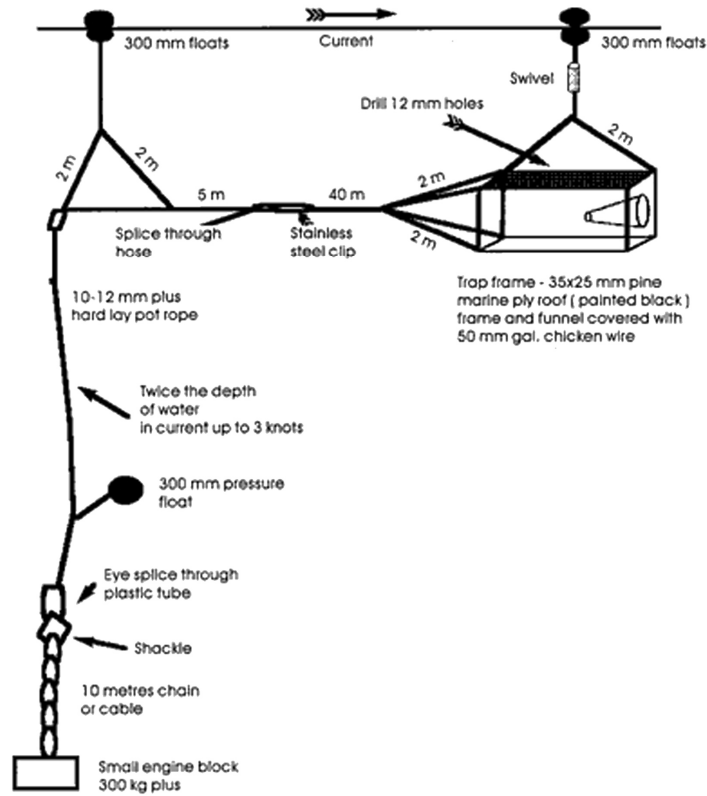 300 mm floats
Current
300 mm floats
Swivel
Drill 12 mm holes
2 m
2 m
2 m
2 m
5 m
40 m
2 m
Splice through
hose
Stainless
steel clip
Trap frame - 35x25 mm pine
marine ply roof ( painted black )
frame and funnel covered with
50 mm gal. chicken wire
10-12 mm plus
hard lay pot rope
Twice the depth
of water
in current up to 3 knots
300 mm pressure
float
Eye splice through
plastic tube
Shackle
10 metres chain
or cable
Small engine block
300 kg plus